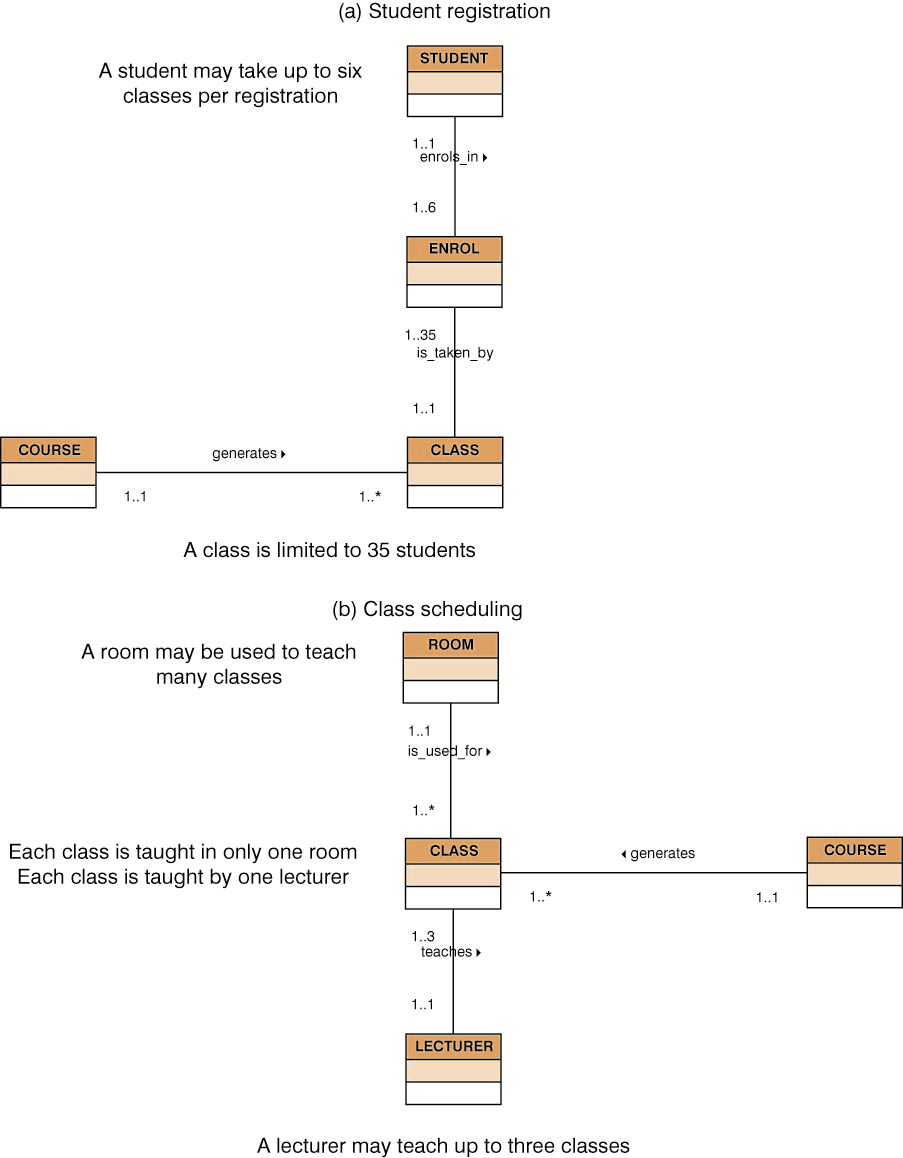 (a) Student registration
A student may take up to six
classes per registration
STUDENT
1..1
enrols_in
1..6
ENROL
1..35
is_taken_by
1..1
COURSE
generates
CLASS
1..1
1..*
A class is limited to 35 students
(b) Class scheduling
A room may be used to teach
many classes
ROOM
1..1
is_used_for
1..*
Each class is taught in only one room
Each class is taught by one lecturer
CLASS
generates
COURSE
1..*
1..1
1..3
teaches
1..1
LECTURER
A lecturer may teach up to three classes